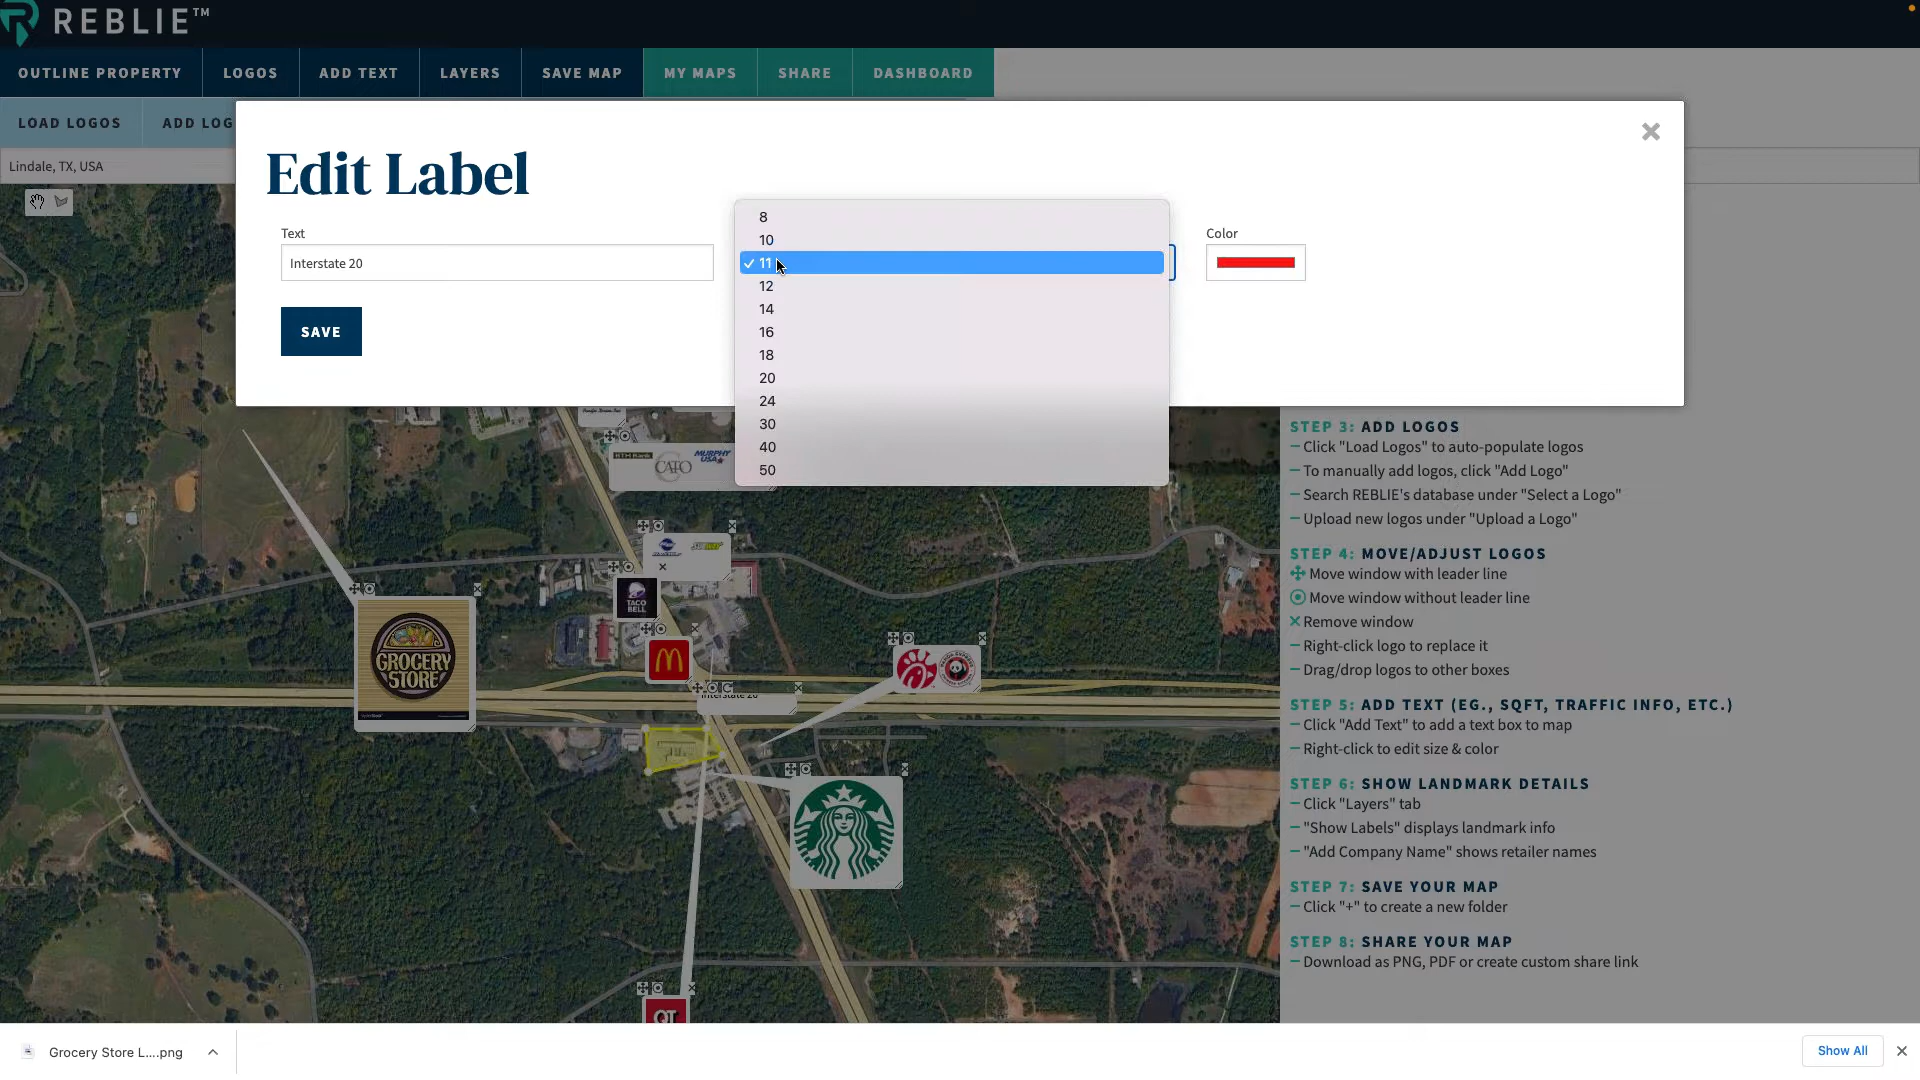 REBLIE™
OUTLINE PROPERTY
LOGOS
ADD TEXT
LAYERS
SAVE MAP
MY MAPS
SHARE
DASHBOARD
LOAD LOGOS
ADD LOG
Lindale, TX, USA
Edit Label
Text
Interstate 20
SAVE
8
10
11
12
14
16
18
20
24
30
40
50
Color
BTH Bank
CATO
MURPHY USA
SUBWAY
TACO BELL
GROCERY STORE
Interstate 20
QT
STEP 3: ADD LOGOS
Click "Load Logos" to auto-populate logos
To manually add logos, click "Add Logo"
Search REBLIE's database under "Select a Logo"
Upload new logos under "Upload a Logo"
STEP 4: MOVE/ADJUST LOGOS
Move window with leader line
Move window without leader line
Remove window
Right-click logo to replace it
Drag/drop logos to other boxes
STEP 5: ADD TEXT (EG., SQFT, TRAFFIC INFO, ETC.)
Click "Add Text" to add a text box to map
Right-click to edit size & color
STEP 6: SHOW LANDMARK DETAILS
Click "Layers" tab
"Show Labels" displays landmark info
"Add Company Name" shows retailer names
STEP 7: SAVE YOUR MAP
Click "+" to create a new folder
STEP 8: SHARE YOUR MAP
Download as PNG, PDF or create custom share link
Grocery Store L....png
Show All